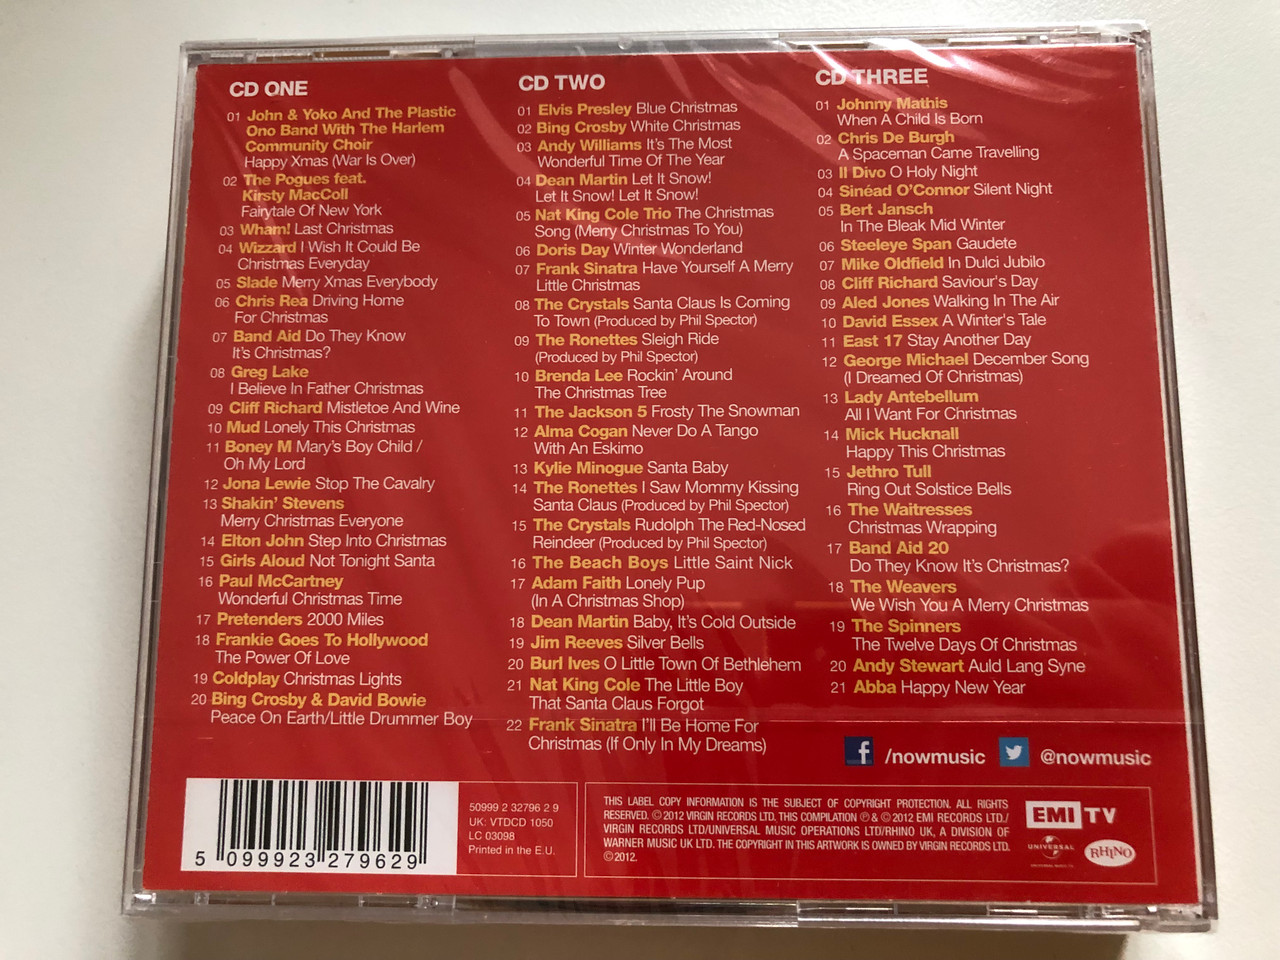 CD ONE
01 John & Yoko And The Plastic
Ono Band With The Harlem
Community Choir
Happy Xmas (War Is Over)
02 The Pogues feat.
Kirsty MacColl
Fairytale Of New York
03 Wham! Last Christmas
04 Wizzard I Wish It Could Be
Christmas Everyday
05 Slade Merry Xmas Everybody
06 Chris Rea Driving Home
For Christmas
07 Band Aid Do They Know
It's Christmas?
08 Greg Lake
I Believe In Father Christmas
09 Cliff Richard Mistletoe And Wine
10 Mud Lonely This Christmas
11 Boney M Mary's Boy Child /
Oh My Lord
12 Jona Lewie Stop The Cavalry
13 Shakin' Stevens
Merry Christmas Everyone
14 Elton John Step Into Christmas
15 Girls Aloud Not Tonight Santa
16 Paul McCartney
Wonderful Christmas Time
17 Pretenders 2000 Miles
18 Frankie Goes To Hollywood
The Power Of Love
19 Coldplay Christmas Lights
20 Bing Crosby & David Bowie
Peace On Earth/Little Drummer Boy
CD TWO
01 Elvis Presley Blue Christmas
02 Bing Crosby White Christmas
03 Andy Williams It's The Most
Wonderful Time Of The Year
04 Dean Martin Let It Snow!
Let It Snow! Let It Snow!
05 Nat King Cole Trio The Christmas
Song (Merry Christmas To You)
06 Doris Day Winter Wonderland
07 Frank Sinatra Have Yourself A Merry
Little Christmas
08 The Crystals Santa Claus Is Coming
To Town (Produced by Phil Spector)
09 The Ronettes Sleigh Ride
(Produced by Phil Spector)
10 Brenda Lee Rockin' Around
The Christmas Tree
11 The Jackson 5 Frosty The Snowman
12 Alma Cogan Never Do A Tango
With An Eskimo
13 Kylie Minogue Santa Baby
14 The Ronettes I Saw Mommy Kissing
Santa Claus (Produced by Phil Spector)
15 The Crystals Rudolph The Red-Nosed
Reindeer (Produced by Phil Spector)
16 The Beach Boys Little Saint Nick
17 Adam Faith Lonely Pup
(In A Christmas Shop)
18 Dean Martin Baby, It's Cold Outside
19 Jim Reeves Silver Bells
20 Burl Ives O Little Town Of Bethlehem
21 Nat King Cole The Little Boy
That Santa Claus Forgot
22 Frank Sinatra I'll Be Home For
Christmas (If Only In My Dreams)
CD THREE
01 Johnny Mathis
When A Child Is Born
02 Chris De Burgh
A Spaceman Came Travelling
03 Il Divo O Holy Night
04 Sinéad O'Connor Silent Night
05 Bert Jansch
In The Bleak Mid Winter
06 Steeleye Span Gaudete
07 Mike Oldfield In Dulci Jubilo
08 Cliff Richard Saviour's Day
09 Aled Jones Walking In The Air
10 David Essex A Winter's Tale
11 East 17 Stay Another Day
12 George Michael December Song
(I Dreamed Of Christmas)
13 Lady Antebellum
All I Want For Christmas
14 Mick Hucknall
Happy This Christmas
15 Jethro Tull
Ring Out Solstice Bells
16 The Waitresses
Christmas Wrapping
17 Band Aid 20
Do They Know It's Christmas?
18 The Weavers
We Wish You A Merry Christmas
19 The Spinners
The Twelve Days Of Christmas
20 Andy Stewart Auld Lang Syne
21 Abba Happy New Year
f /nowmusic @nowmusic
5 099923 279629
50999 2 32796 2 9
UK: VTDCD 1050
LC 03098
Printed in the E.U.
THIS LABEL COPY INFORMATION IS THE SUBJECT OF COPYRIGHT PROTECTION. ALL RIGHTS
RESERVED. © 2012 VIRGIN RECORDS LTD. THIS COMPILATION ℗ & © 2012 EMI RECORDS LTD/
VIRGIN RECORDS LTD/UNIVERSAL MUSIC OPERATIONS LTD/RHINO UK, A DIVISION OF
WARNER MUSIC UK LTD. THE COPYRIGHT IN THIS ARTWORK IS OWNED BY VIRGIN RECORDS LTD.
© 2012.
EMI TV
UNIVERSAL
RHINO